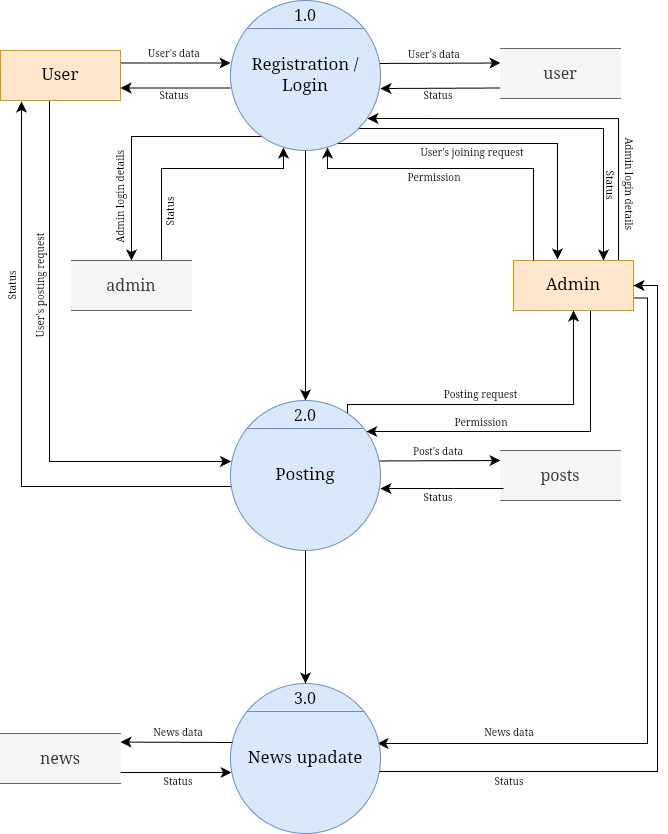 1.0
Registration /
Login
User's data
User's data
User
user
Status
Status
Admin login details
Status
User's joining request
Permission
Status
Admin login details
admin
Admin
Status
User's posting request
Posting request
2.0
Permission
Posting
Post's data
posts
Status
3.0
News data
News data
news
News upadate
Status
Status